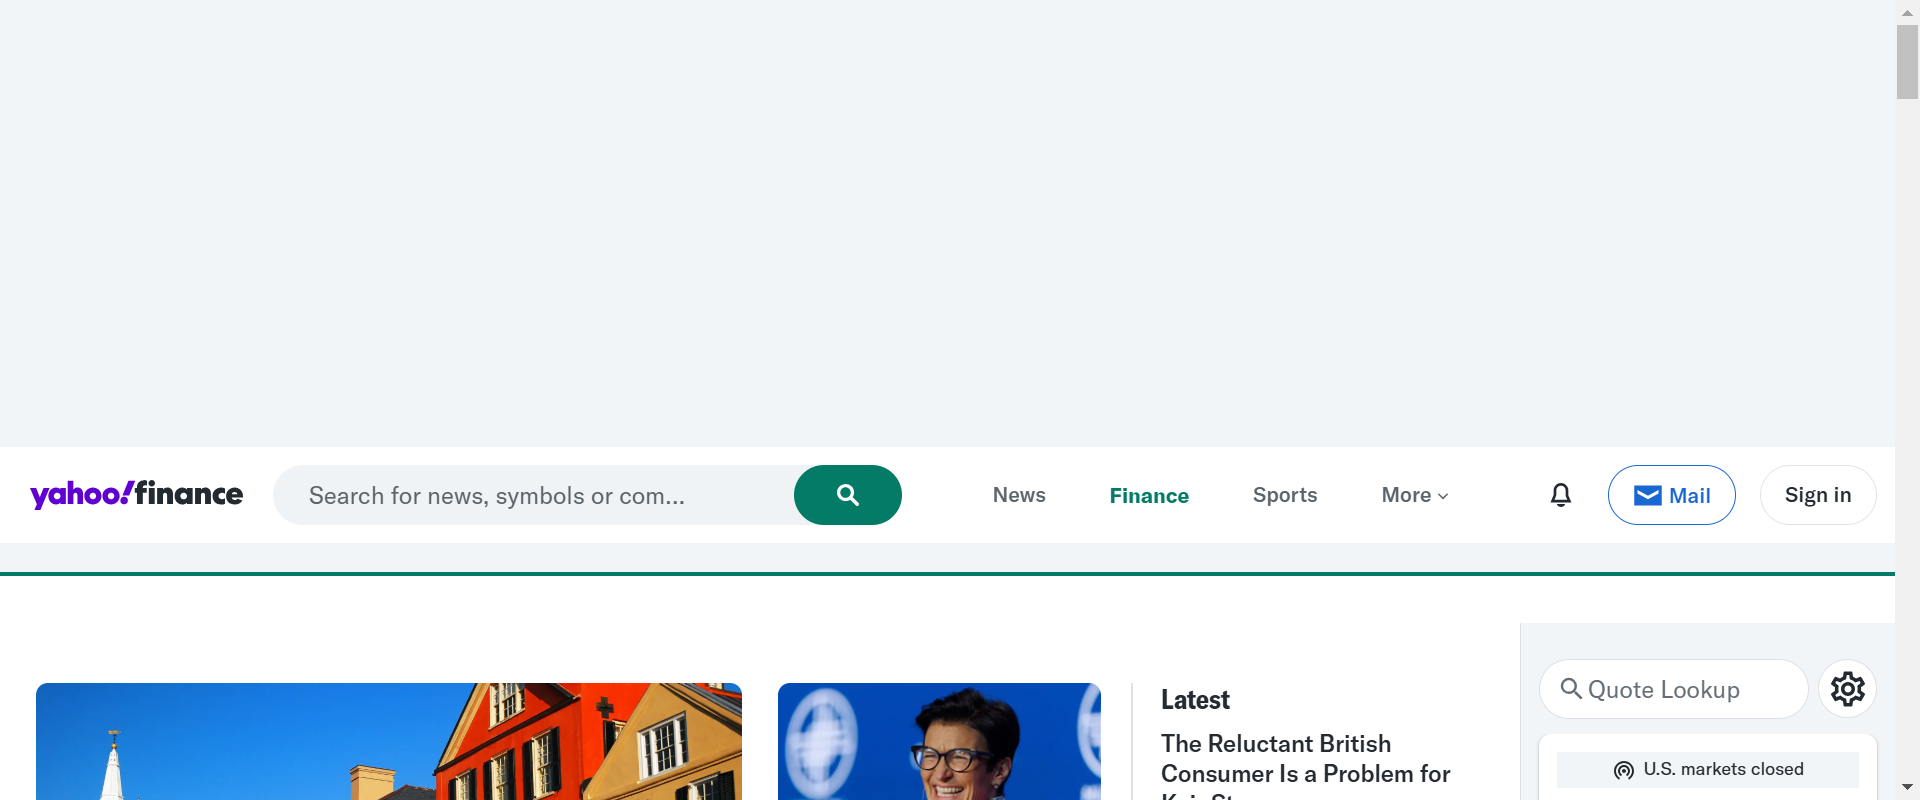 yahoo!finance
Search for news, symbols or com...
News
Finance
Sports
More
Mail
Sign in
Quote Lookup
Latest
The Reluctant British
Consumer Is a Problem for
U.S. markets closed